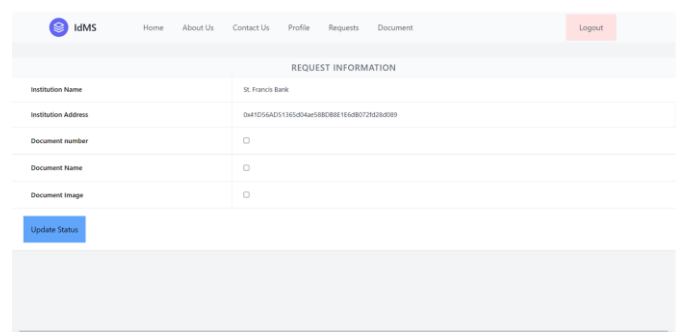 IdMS Home About Us Contact Us Profile Requests Document Logout
REQUEST INFORMATION
Institution Name St. Francis Bank
Institution Address
Document number
Document Name
Document Image
Update Status